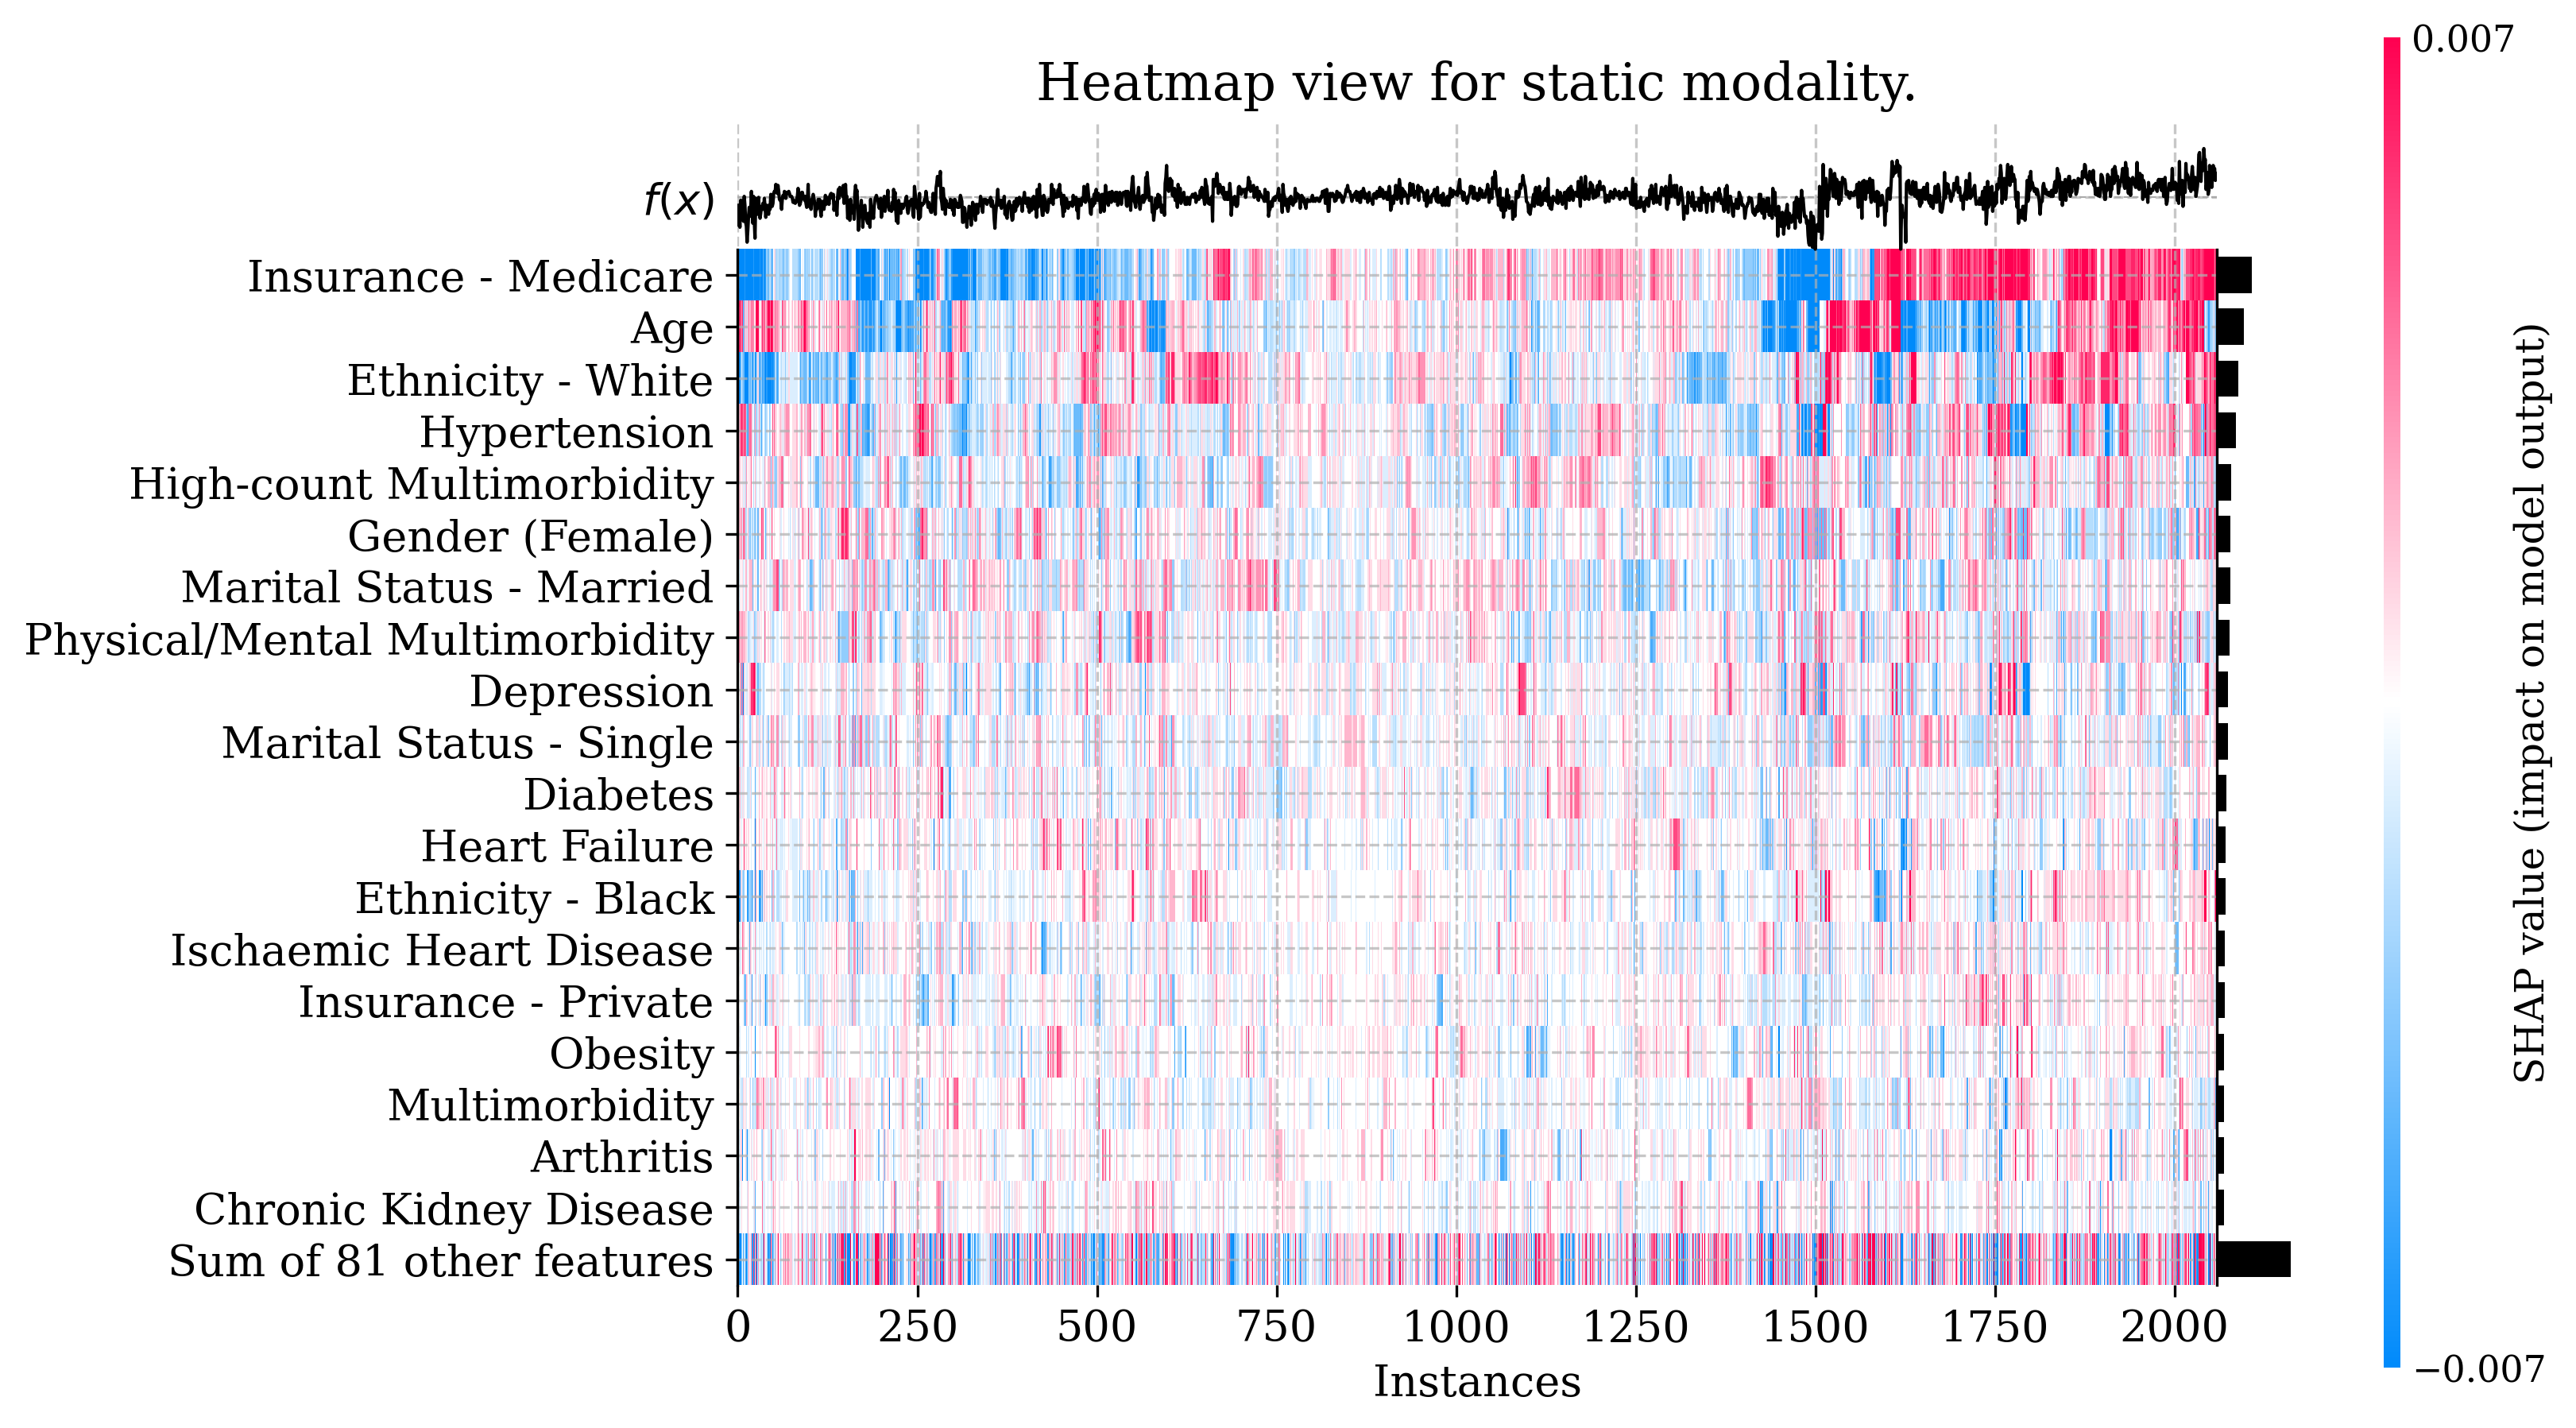 0.007
Heatmap view for static modality.
f(x)
Insurance - Medicare
Age
Ethnicity - White
Hypertension
High-count Multimorbidity
Gender (Female)
Marital Status - Married
Physical/Mental Multimorbidity
Depression
Marital Status - Single
Diabetes
Heart Failure
Ethnicity - Black
Ischaemic Heart Disease
Insurance - Private
Obesity
Multimorbidity
Arthritis
Chronic Kidney Disease
Sum of 81 other features
0 250 500 750 1000 1250 1500 1750 2000
Instances
SHAP value (impact on model output)
−0.007